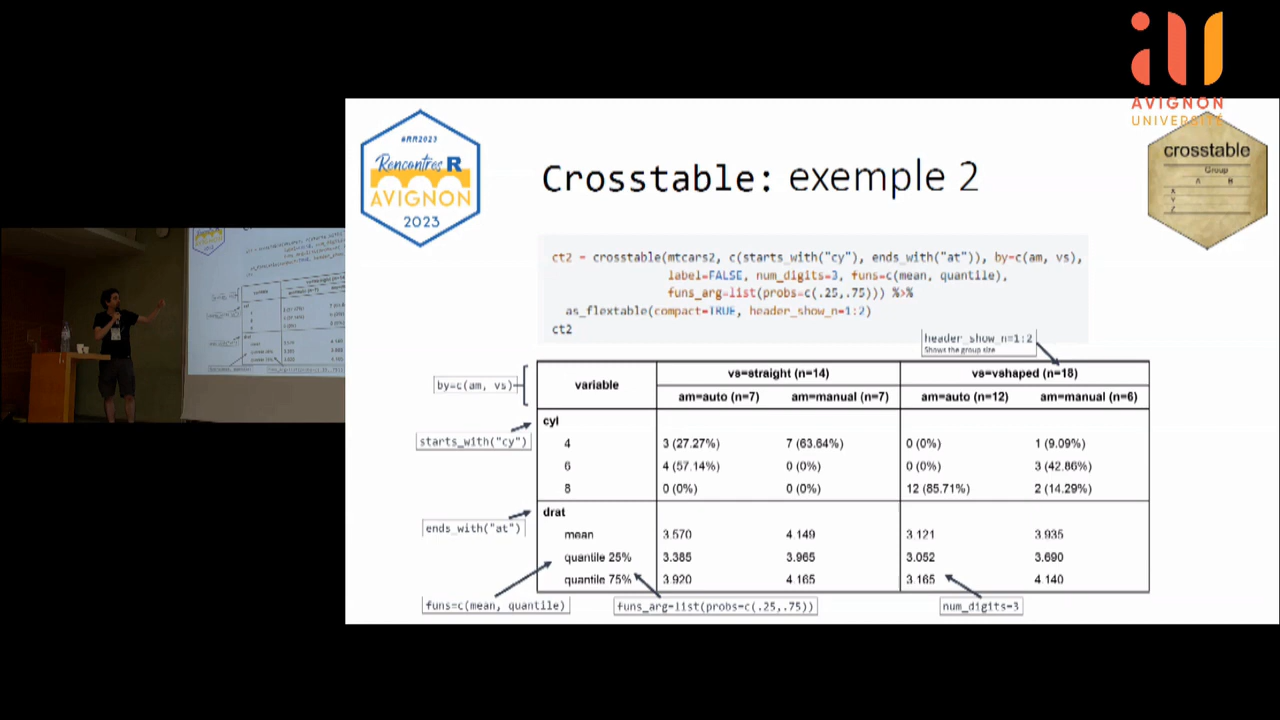 AVIGNON
UNIVERSITÉ
#RR2023
Rencontres R
AVIGNON
2023
Crosstable: exemple 2
crosstable
Group
A B
X
Y
Z
ct2 = crosstable(mtcars2, c(starts_with("cy"), ends_with("at")), by=c(am, vs),
label=FALSE, num_digits=3, funs=c(mean, quantile),
funs_arg=list(probs=c(.25,.75))) %>%
as_flextable(compact=TRUE, header_show_n=1:2)
ct2
header_show_n=1:2
Shows the group size
by=c(am, vs)
variable
vs=straight (n=14) vs=vshaped (n=18)
am=auto (n=7) am=manual (n=7) am=auto (n=12) am=manual (n=6)
starts_with("cy")
cyl
4 3 (27.27%) 7 (63.64%) 0 (0%) 1 (9.09%)
6 4 (57.14%) 0 (0%) 0 (0%) 3 (42.86%)
8 0 (0%) 0 (0%) 12 (85.71%) 2 (14.29%)
ends_with("at")
drat
mean 3.570 4.149 3.121 3.935
quantile 25% 3.385 3.965 3.052 3.690
quantile 75% 3.920 4.165 3.165 4.140
funs=c(mean, quantile)
funs_arg=list(probs=c(.25,.75))
num_digits=3